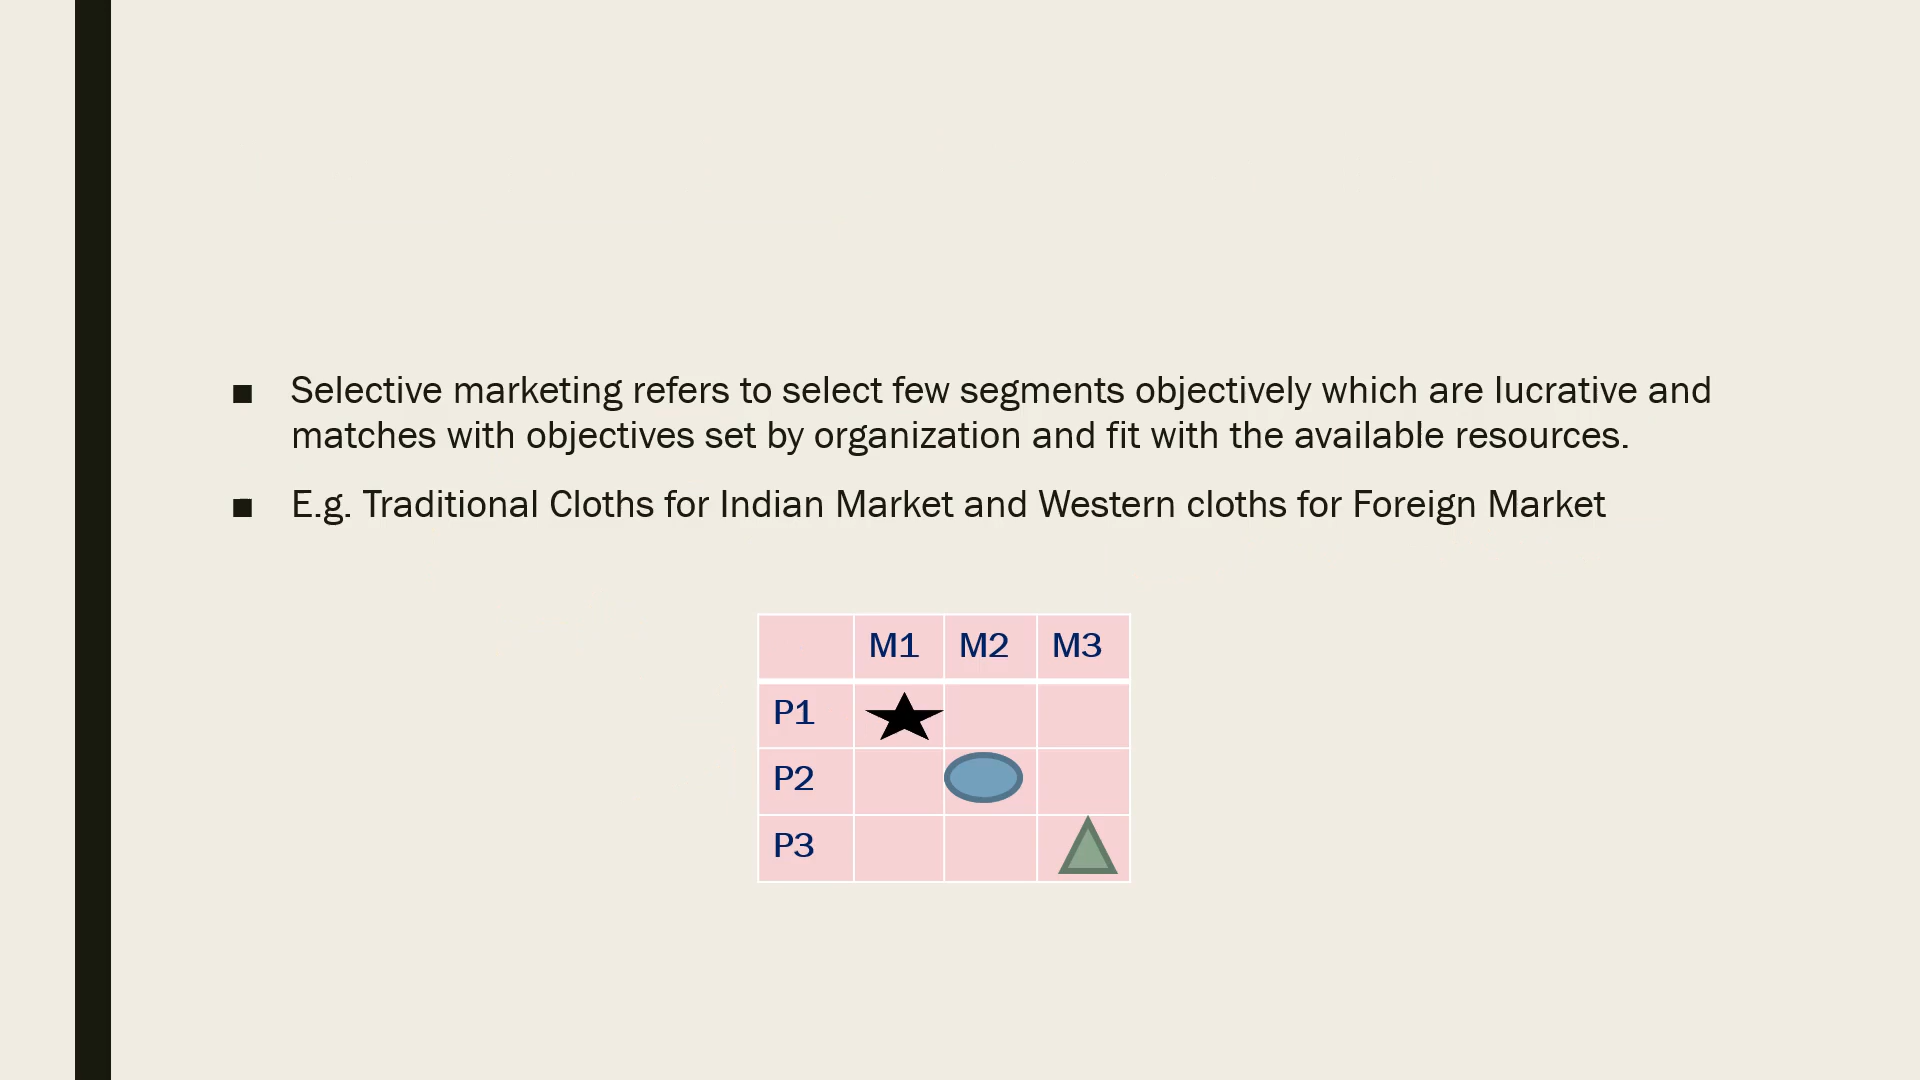 Selective marketing refers to select few segments objectively which are lucrative and
matches with objectives set by organization and fit with the available resources.
E.g. Traditional Cloths for Indian Market and Western cloths for Foreign Market
M1 M2 M3
P1
P2
P3